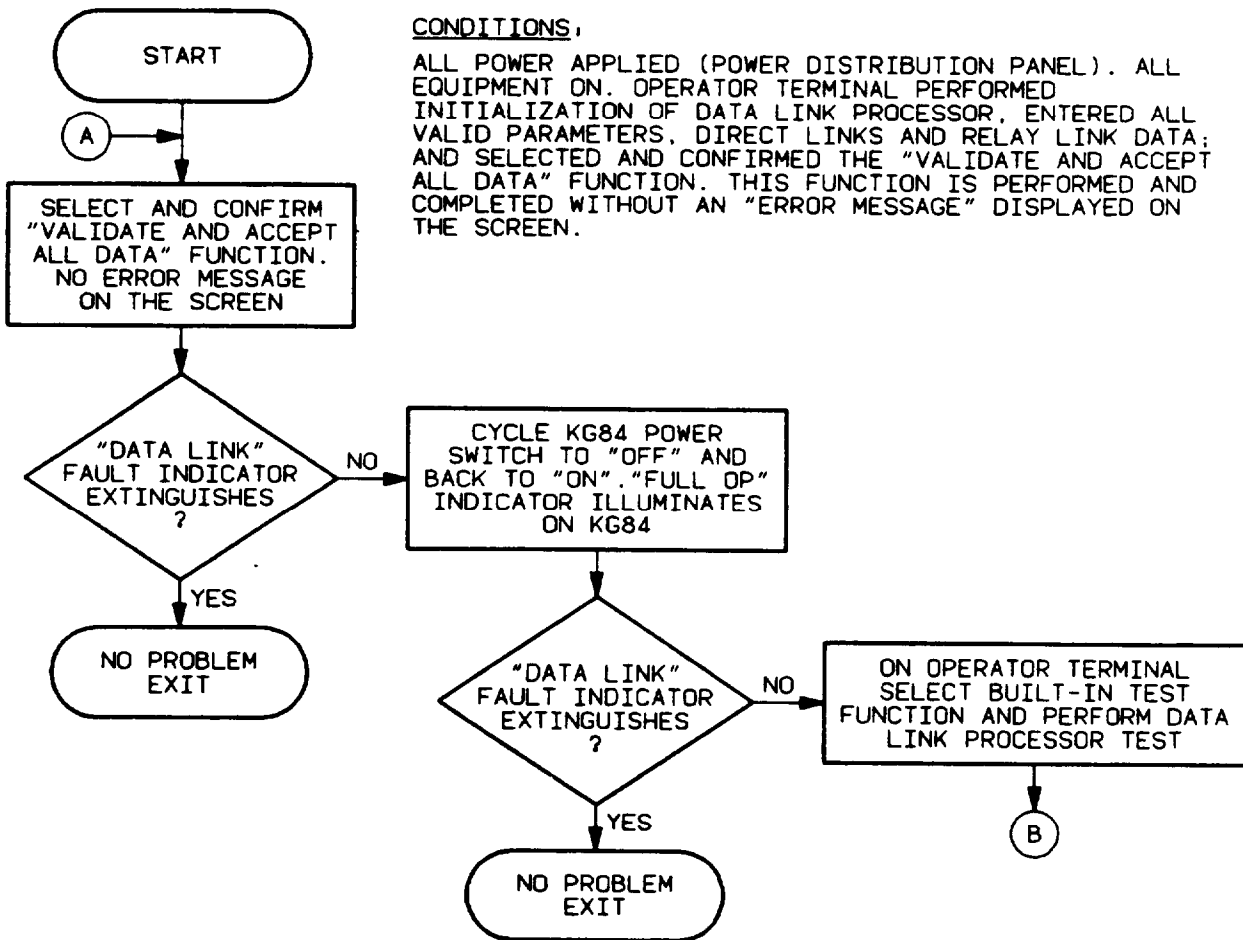 START
CONDITIONS:
ALL POWER APPLIED (POWER DISTRIBUTION PANEL). ALL
EQUIPMENT ON. OPERATOR TERMINAL PERFORMED
INITIALIZATION OF DATA LINK PROCESSOR, ENTERED ALL
VALID PARAMETERS, DIRECT LINKS AND RELAY LINK DATA;
AND SELECTED AND CONFIRMED THE "VALIDATE AND ACCEPT
ALL DATA" FUNCTION. THIS FUNCTION IS PERFORMED AND
COMPLETED WITHOUT AN "ERROR MESSAGE" DISPLAYED ON
THE SCREEN.
A
SELECT AND CONFIRM
"VALIDATE AND ACCEPT
ALL DATA" FUNCTION.
NO ERROR MESSAGE
ON THE SCREEN
"DATA LINK"
FAULT INDICATOR
EXTINGUISHES
?
NO
YES
NO PROBLEM
EXIT
CYCLE KG84 POWER
SWITCH TO "OFF" AND
BACK TO "ON"."FULL OP"
INDICATOR ILLUMINATES
ON KG84
"DATA LINK"
FAULT INDICATOR
EXTINGUISHES
?
NO
YES
NO PROBLEM
EXIT
ON OPERATOR TERMINAL
SELECT BUILT-IN TEST
FUNCTION AND PERFORM DATA
LINK PROCESSOR TEST
B